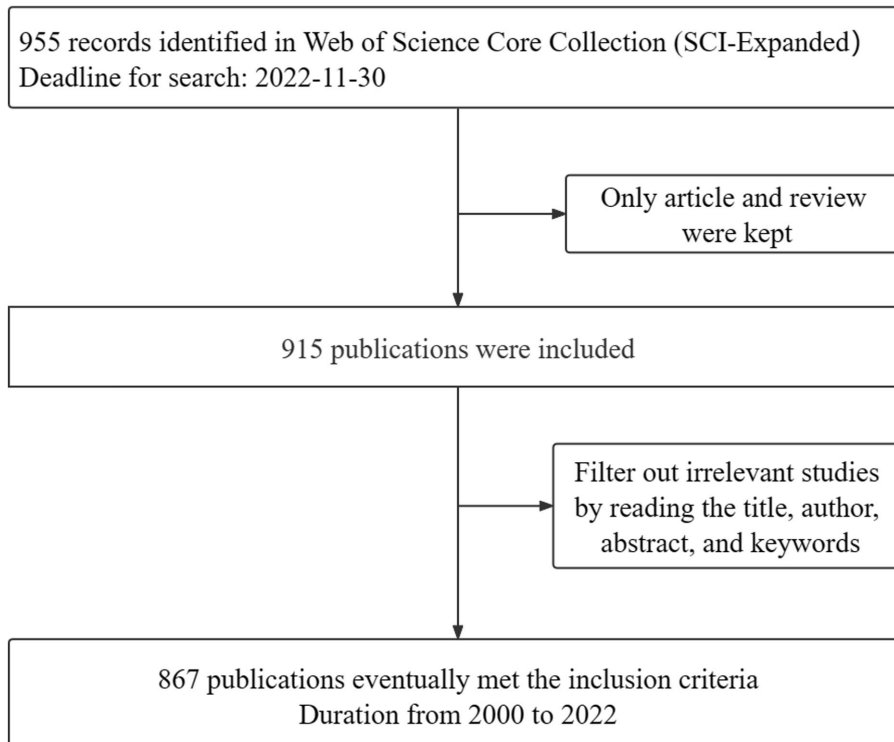 955 records identified in Web of Science Core Collection (SCI-Expanded)
Deadline for search: 2022-11-30
Only article and review
were kept
915 publications were included
Filter out irrelevant studies
by reading the title, author,
abstract, and keywords
867 publications eventually met the inclusion criteria
Duration from 2000 to 2022